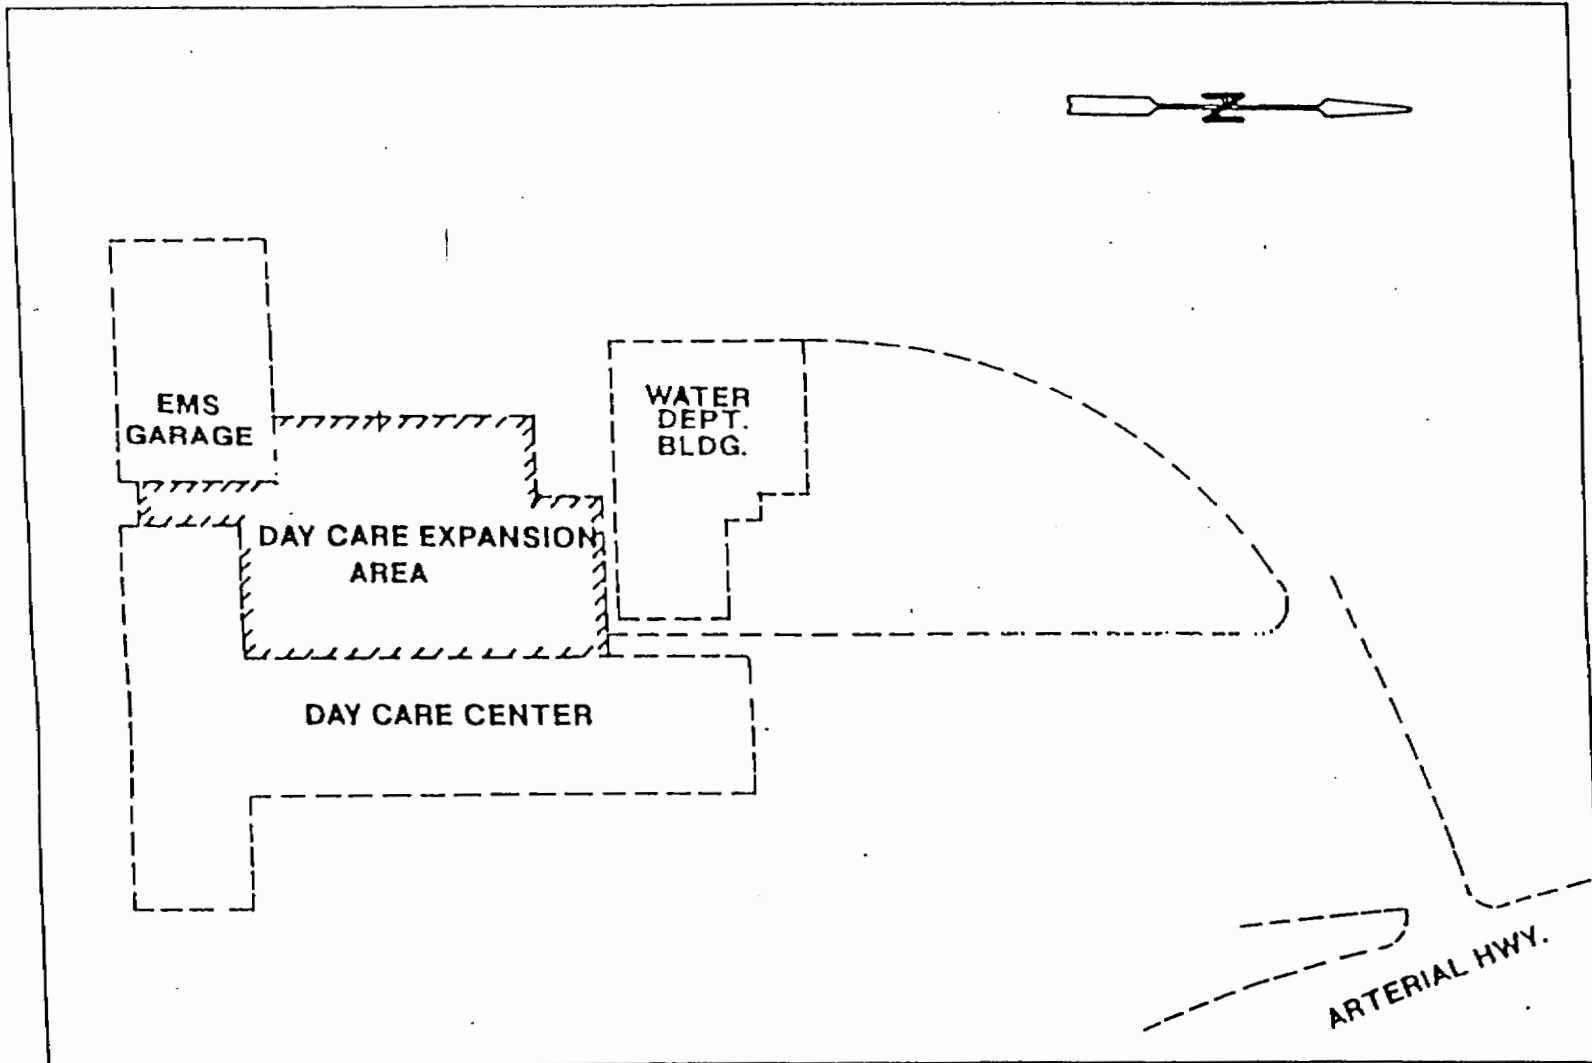 N
EMS
GARAGE
WATER
DEPT.
BLDG.
DAY CARE EXPANSION
AREA
DAY CARE CENTER
ARTERIAL HWY.